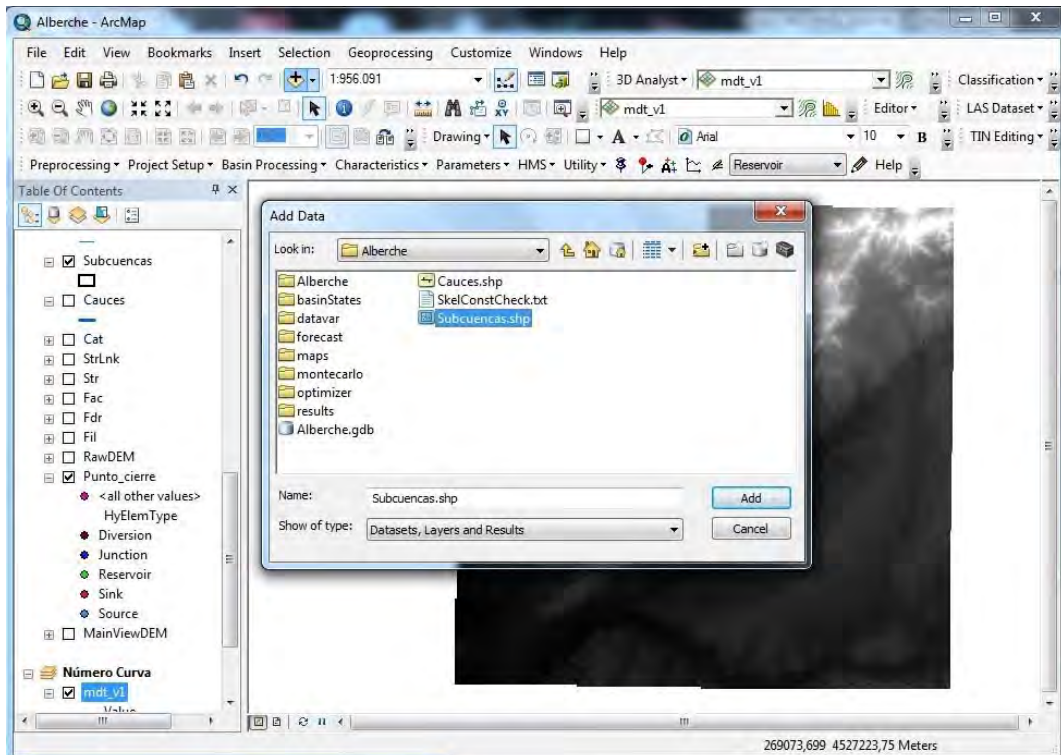 Alberche - ArcMap
File Edit View Bookmarks Insert Selection Geoprocessing Customize Windows Help
1:956.091 3D Analyst mdt_v1 Classification
mdt_v1 Editor LAS Dataset
Drawing A Arial 10 B TIN Editing
Preprocessing Project Setup Basin Processing Characteristics Parameters HMS Utility Reservoir Help
Table Of Contents
Subcuencas
Cauces
Cat
StrLnk
Str
Fac
Fdr
Fil
RawDEM
Punto_cierre
<all other values>
HyElemType
Diversion
Junction
Reservoir
Sink
Source
MainViewDEM
Número Curva
mdt_v1
Value
Add Data
Look in: Alberche
Alberche
basinStates
datavar
forecast
maps
montecarlo
optimizer
results
Alberche.gdb
Cauces.shp
SkelConstCheck.txt
Subcuencas.shp
Name: Subcuencas.shp Add
Show of type: Datasets, Layers and Results Cancel
269073,699 4527223,75 Meters